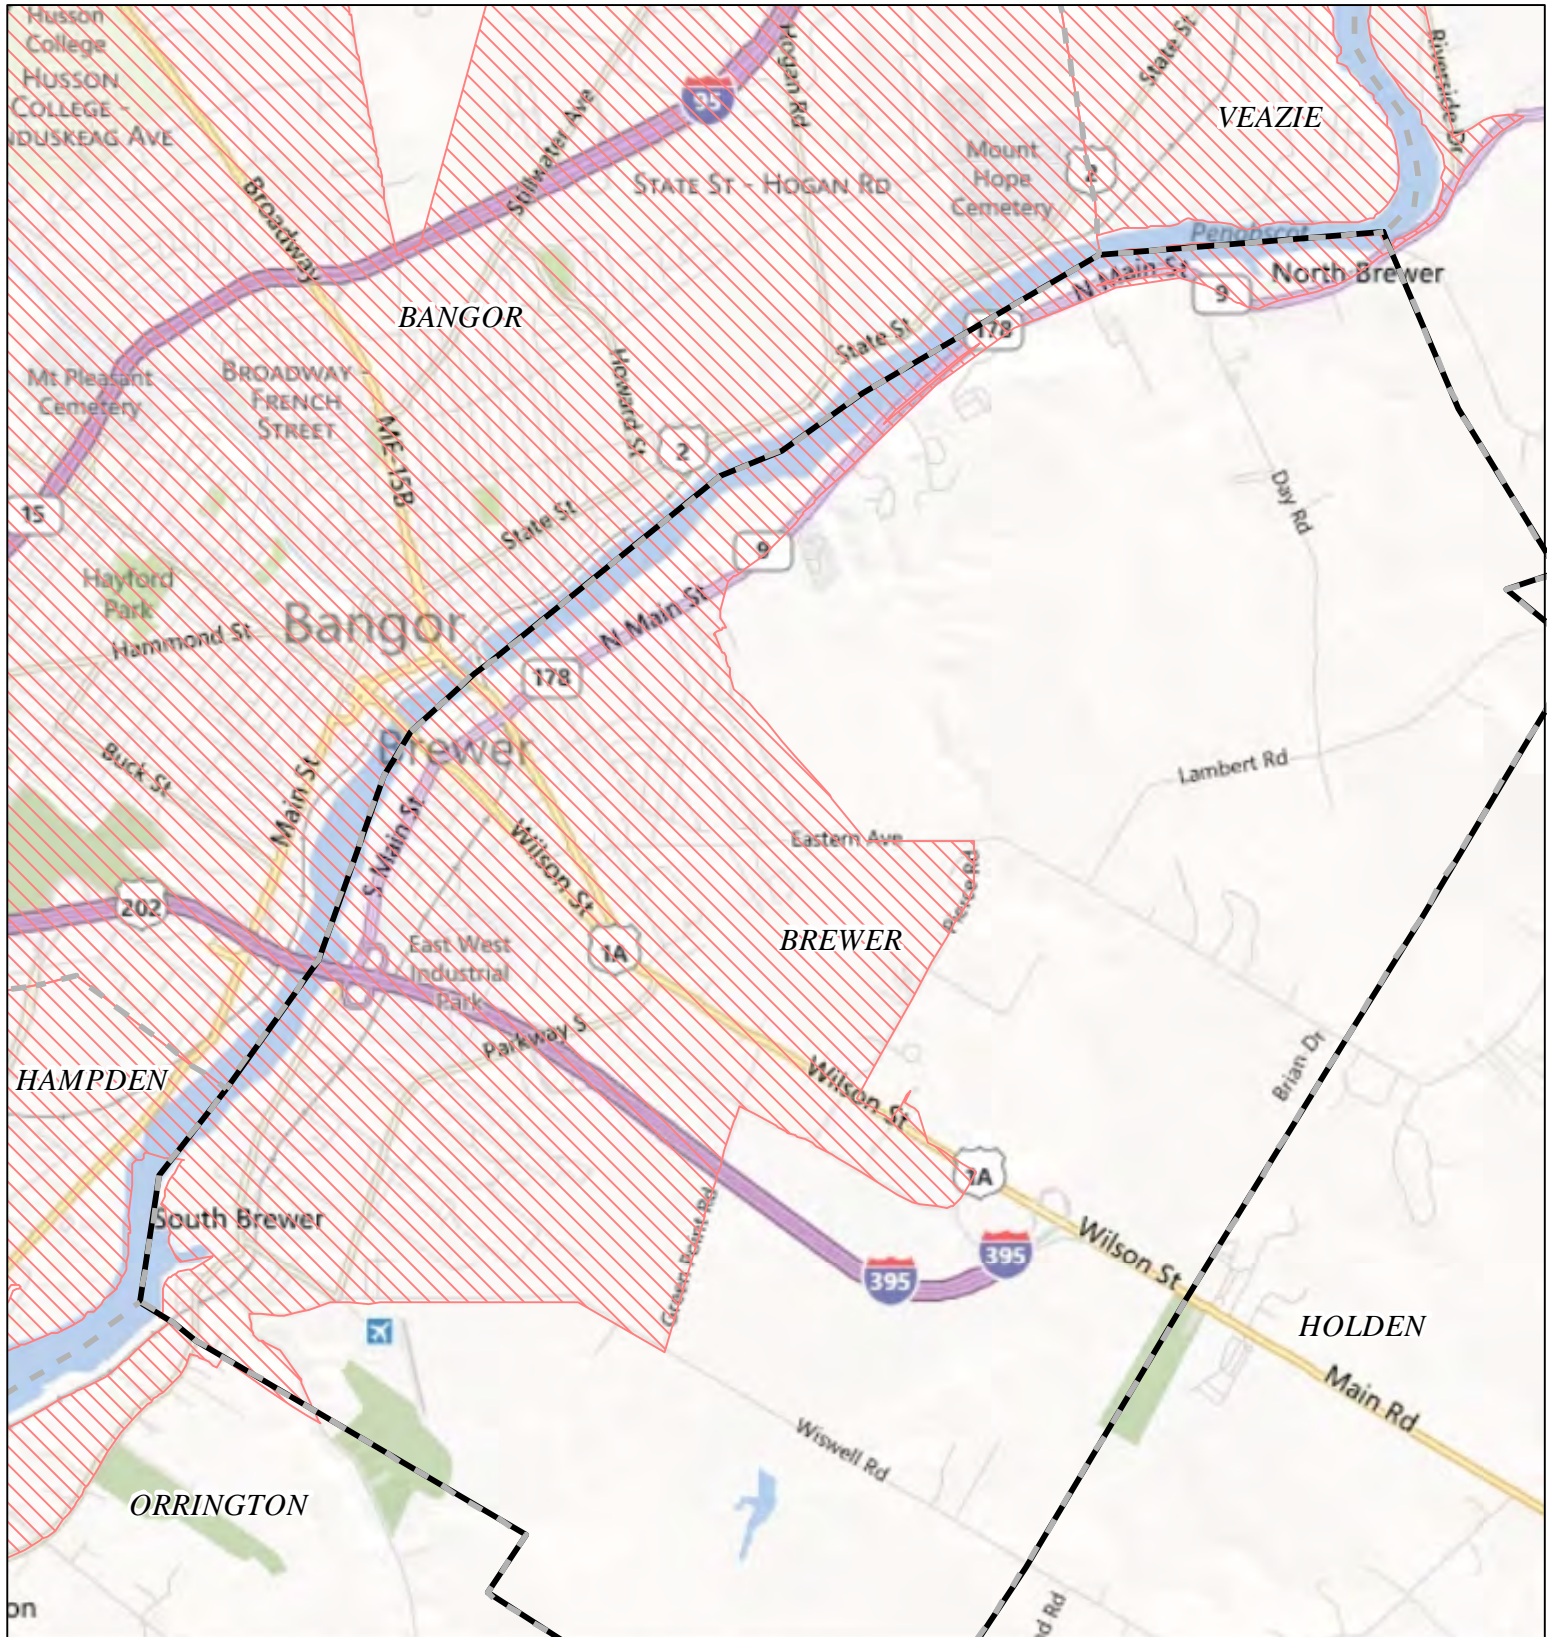 Husson
College
HUSSON
COLLEGE -
NDUSKEAG AVE
Hogan Rd
State St
Riverside Dr
VEAZIE
95
Stillwater Ave
Mount
Hope
Cemetery
2
STATE ST - HOGAN RD
Broadway
Penobscot
N Main St
North Brewer
9
BANGOR
178
State St
Mt Pleasant
Cemetery
BROADWAY -
FRENCH
STREET
Howard St
ME-15B
2
15
State St
Day Rd
9
Hayford
Park
Bangor
Hammond St
N Main St
178
Brewer
Buck St
Main St
Lambert Rd
S Main St
Wilson St
Eastern Ave
Pierce Rd
202
BREWER
East West
Industrial
Park
1A
Parkway S
HAMPDEN
Wilson St
Brian Dr
1A
South Brewer
Green Point Rd
395
395
Wilson St
HOLDEN
Main Rd
Wiswell Rd
ORRINGTON
on
d Rd